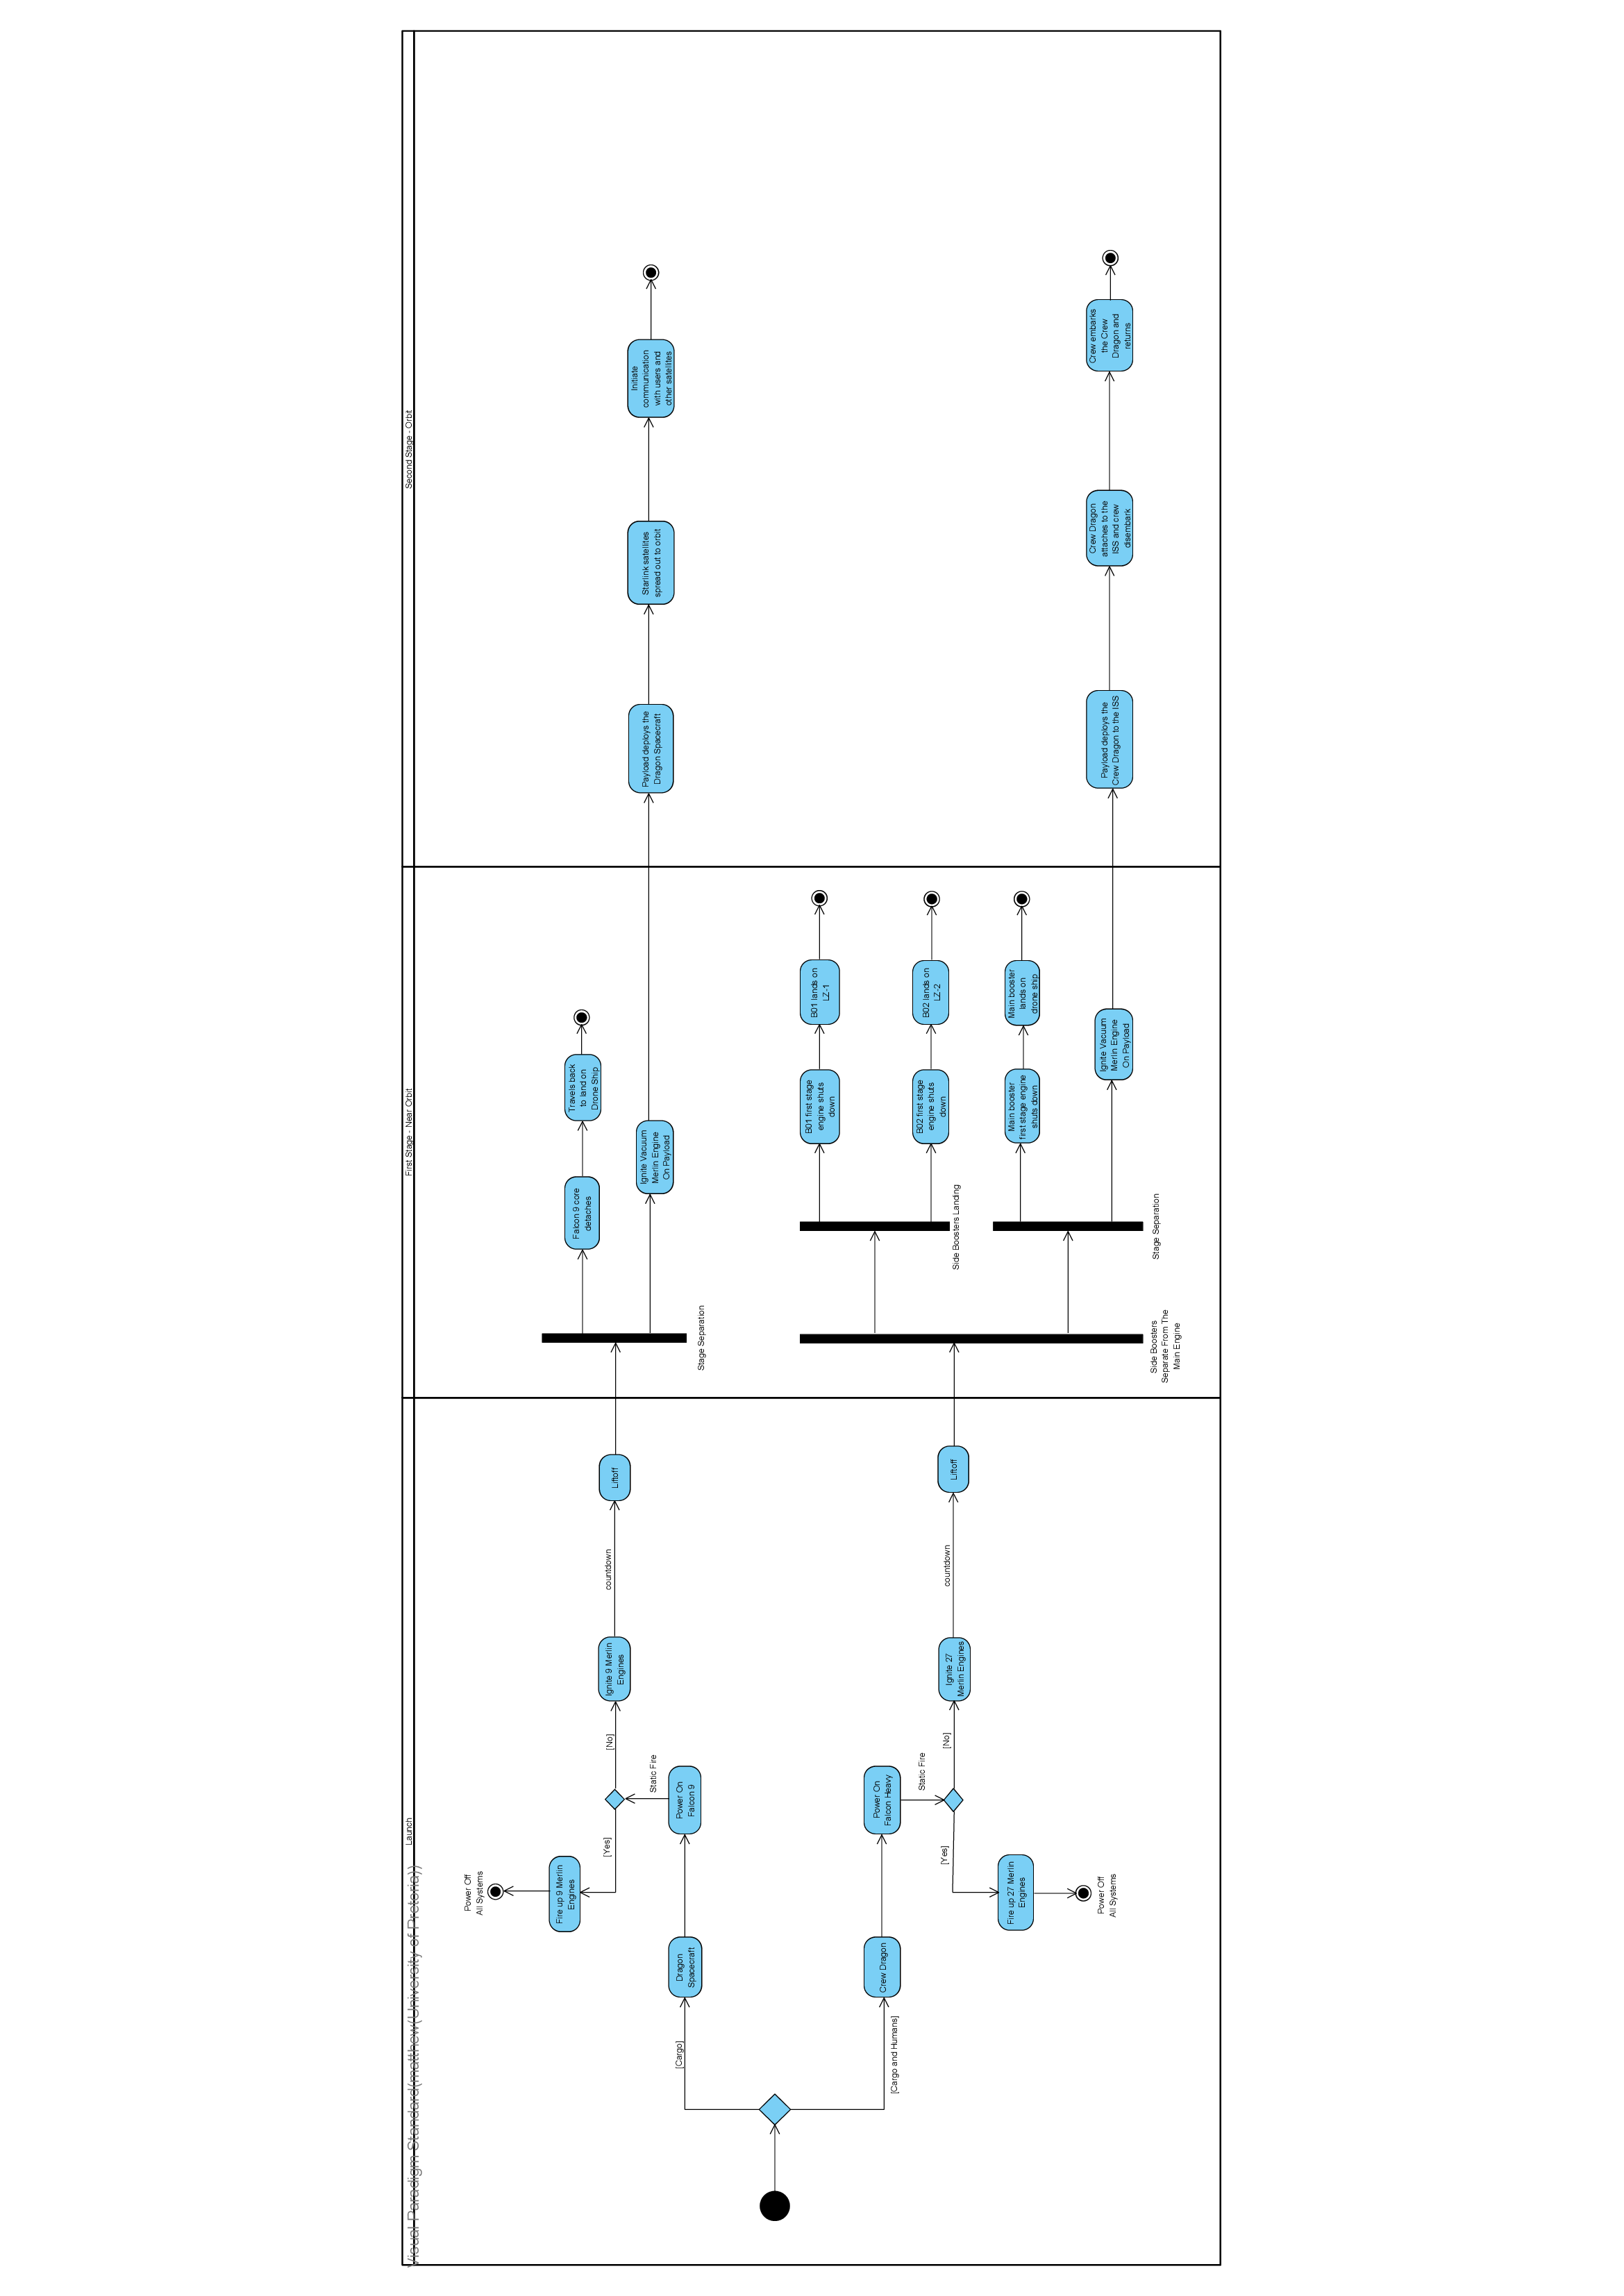 Visual Paradigm Standard(matthew(University of Pretoria))
Launch
First Stage - Near Orbit
Second Stage - Orbit
[Cargo]
Dragon
Spacecraft
Power On
Falcon 9
Static Fire
[Yes]
Fire up 9 Merlin
Engines
Power Off
All Systems
[No]
Ignite 9 Merlin
Engines
countdown
Liftoff
Stage Separation
Falcon 9 core
detaches
Travels back
to land on
Drone Ship
Ignite Vacuum
Merlin Engine
On Payload
Payload deploys the
Dragon Spacecraft
Starlink satellites
spread out to orbit
Initiate
communication
with users and
other satellites
[Cargo and Humans]
Crew Dragon
Power On
Falcon Heavy
Static Fire
[Yes]
Fire up 27 Merlin
Engines
Power Off
All Systems
[No]
Ignite 27
Merlin Engines
countdown
Liftoff
Side Boosters
Separate From The
Main Engine
Side Boosters Landing
B01 first stage
engine shuts
down
B01 lands on
LZ-1
B02 first stage
engine shuts
down
B02 lands on
LZ-2
Stage Separation
Main booster
first stage engine
shuts down
Main booster
lands on
drone ship
Ignite Vacuum
Merlin Engine
On Payload
Payload deploys the
Crew Dragon to the ISS
Crew Dragon
attaches to the
ISS and crew
disembark
Crew embarks
the Crew
Dragon and
returns